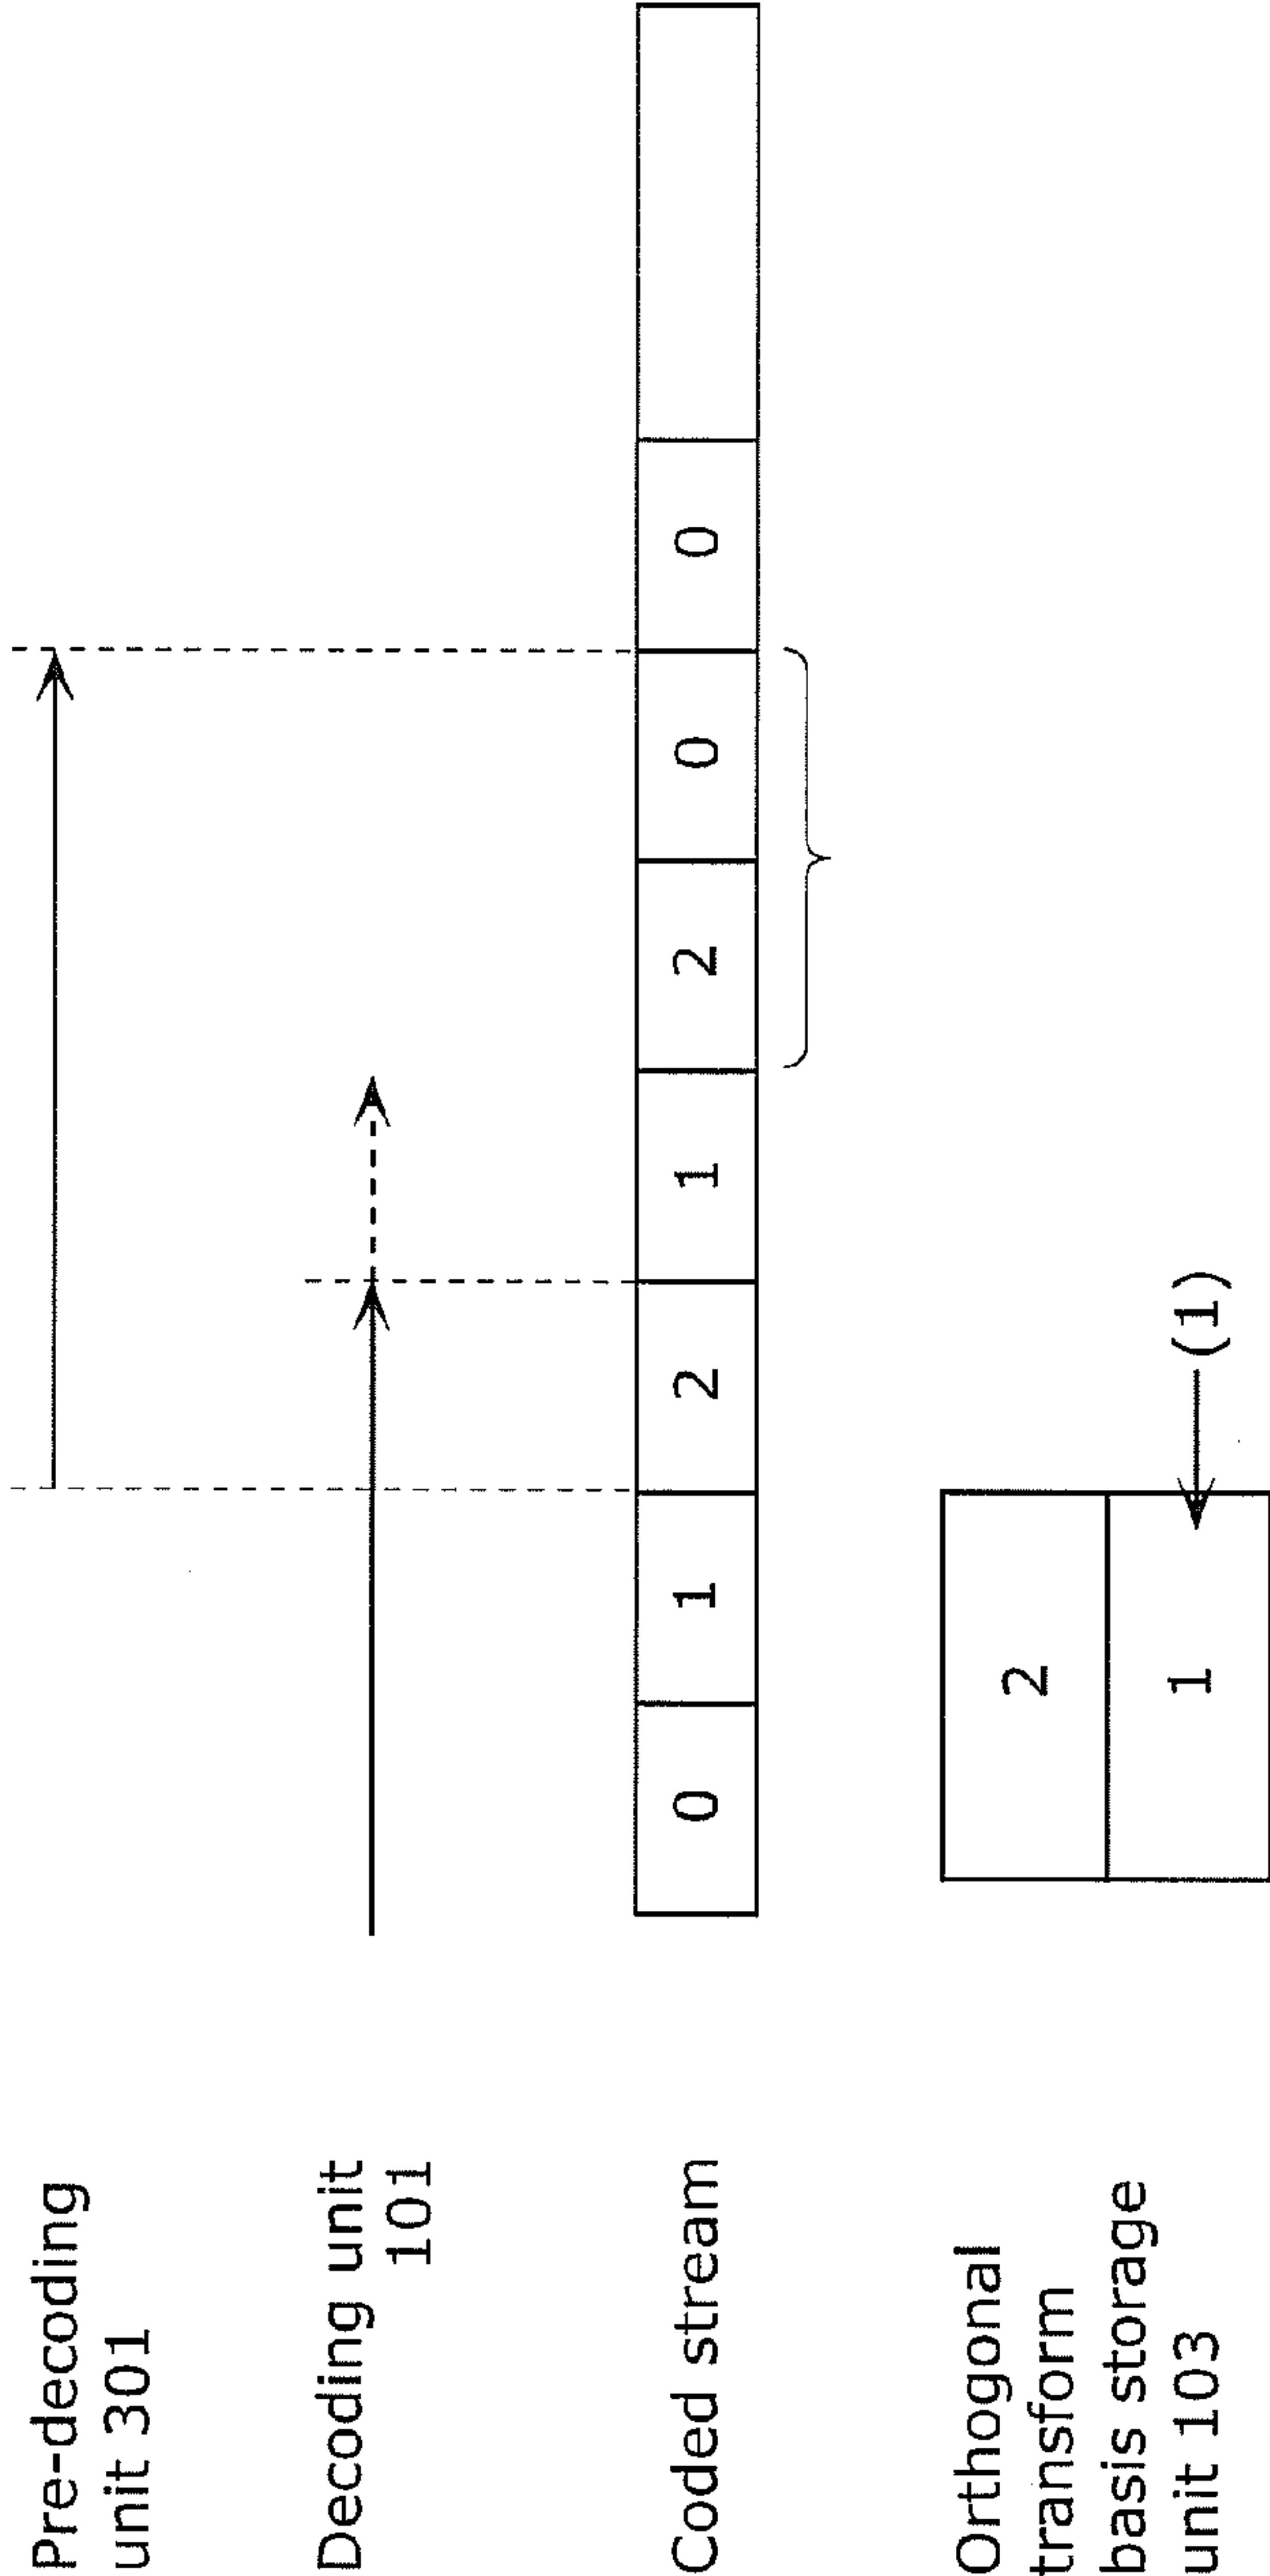 Pre-decoding
unit 301
Decoding unit
101
Coded stream
0 1 2 1 2 0 0
Orthogonal
transform
basis storage
unit 103
2
1
(1)